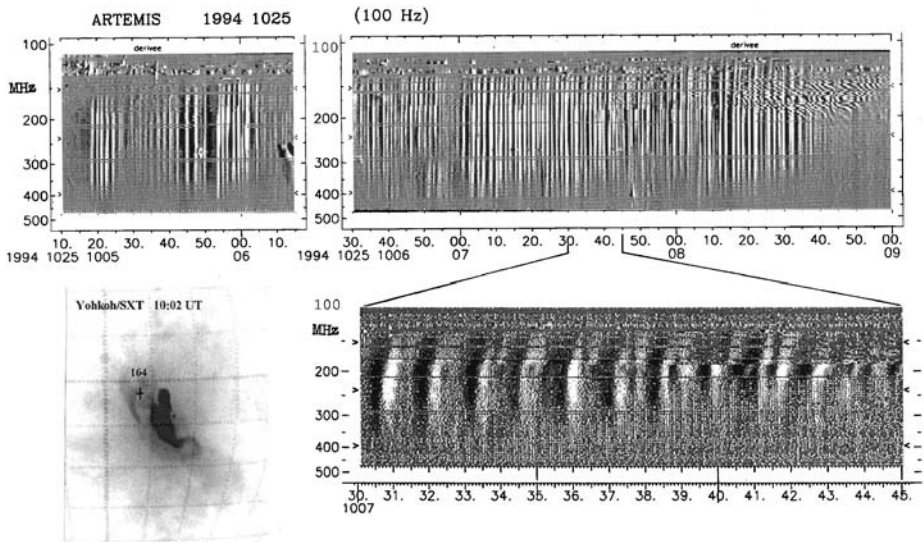 ARTEMIS 1994 1025 (100 Hz)
derivee derivee
100 100
MHz
200 200
300 300
400 400
500 500
10. 20. 30. 40. 50. 00. 10. 30. 40. 50. 00. 10. 20. 30. 40. 50. 00. 10. 20. 30. 40. 50. 00.
1994 1025 1005 06 1994 1025 1006 07 08 09
Yohkoh/SXT 10:02 UT
164
100
MHz
200
300
400
500
30. 31. 32. 33. 34. 35. 36. 37. 38. 39. 40. 41. 42. 43. 44. 45.
1007